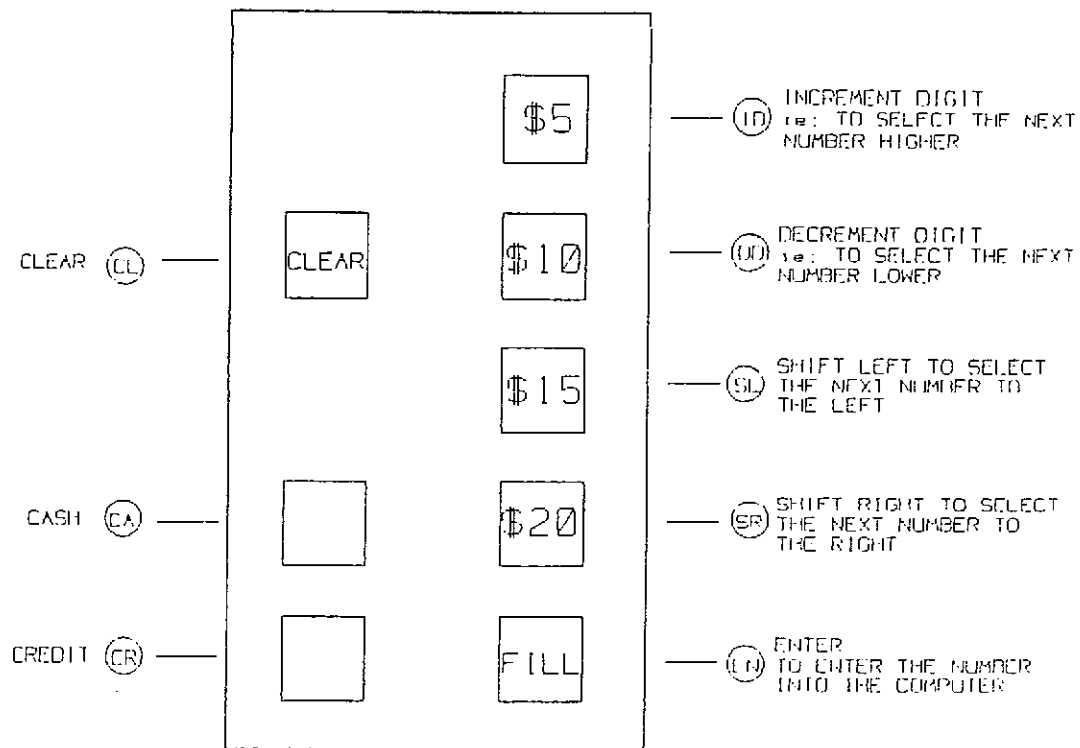 $5
ID
INCREMENT DIGIT
ie: TO SELECT THE NEXT
NUMBER HIGHER
CLEAR CL
CLEAR
$10
DD
DECREMENT DIGIT
ie: TO SELECT THE NEXT
NUMBER LOWER
$15
SL
SHIFT LEFT TO SELECT
THE NEXT NUMBER TO
THE LEFT
CASH CA
$20
SR
SHIFT RIGHT TO SELECT
THE NEXT NUMBER TO
THE RIGHT
CREDIT CR
FILL
EN
ENTER
TO ENTER THE NUMBER
INTO THE COMPUTER